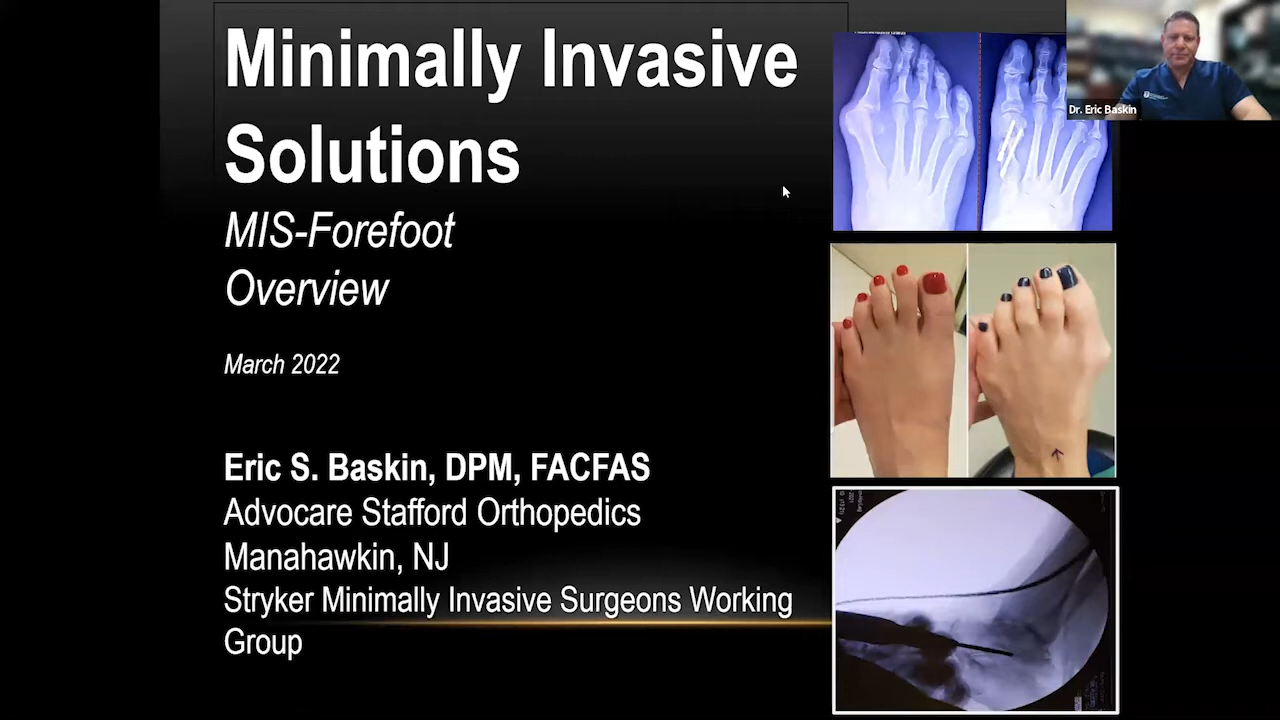 Minimally Invasive
Solutions
MIS-Forefoot
Overview
March 2022
Eric S. Baskin, DPM, FACFAS
Advocare Stafford Orthopedics
Manahawkin, NJ
Stryker Minimally Invasive Surgeons Working
Group
Dr. Eric Baskin